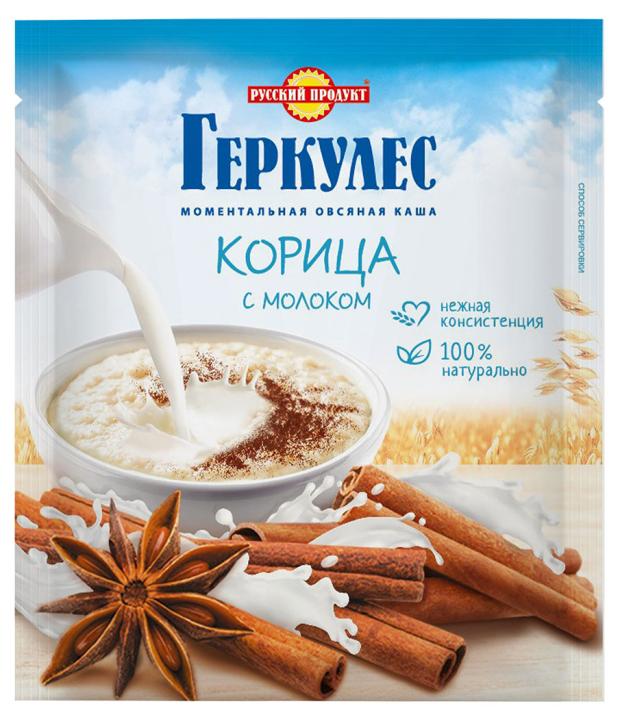 РУССКИЙ ПРОДУКТ
ГЕРКУЛЕС
МОМЕНТАЛЬНАЯ ОВСЯНАЯ КАША
КОРИЦА
С МОЛОКОМ
нежная
консистенция
100%
натурально
СПОСОБ СЕРВИРОВКИ